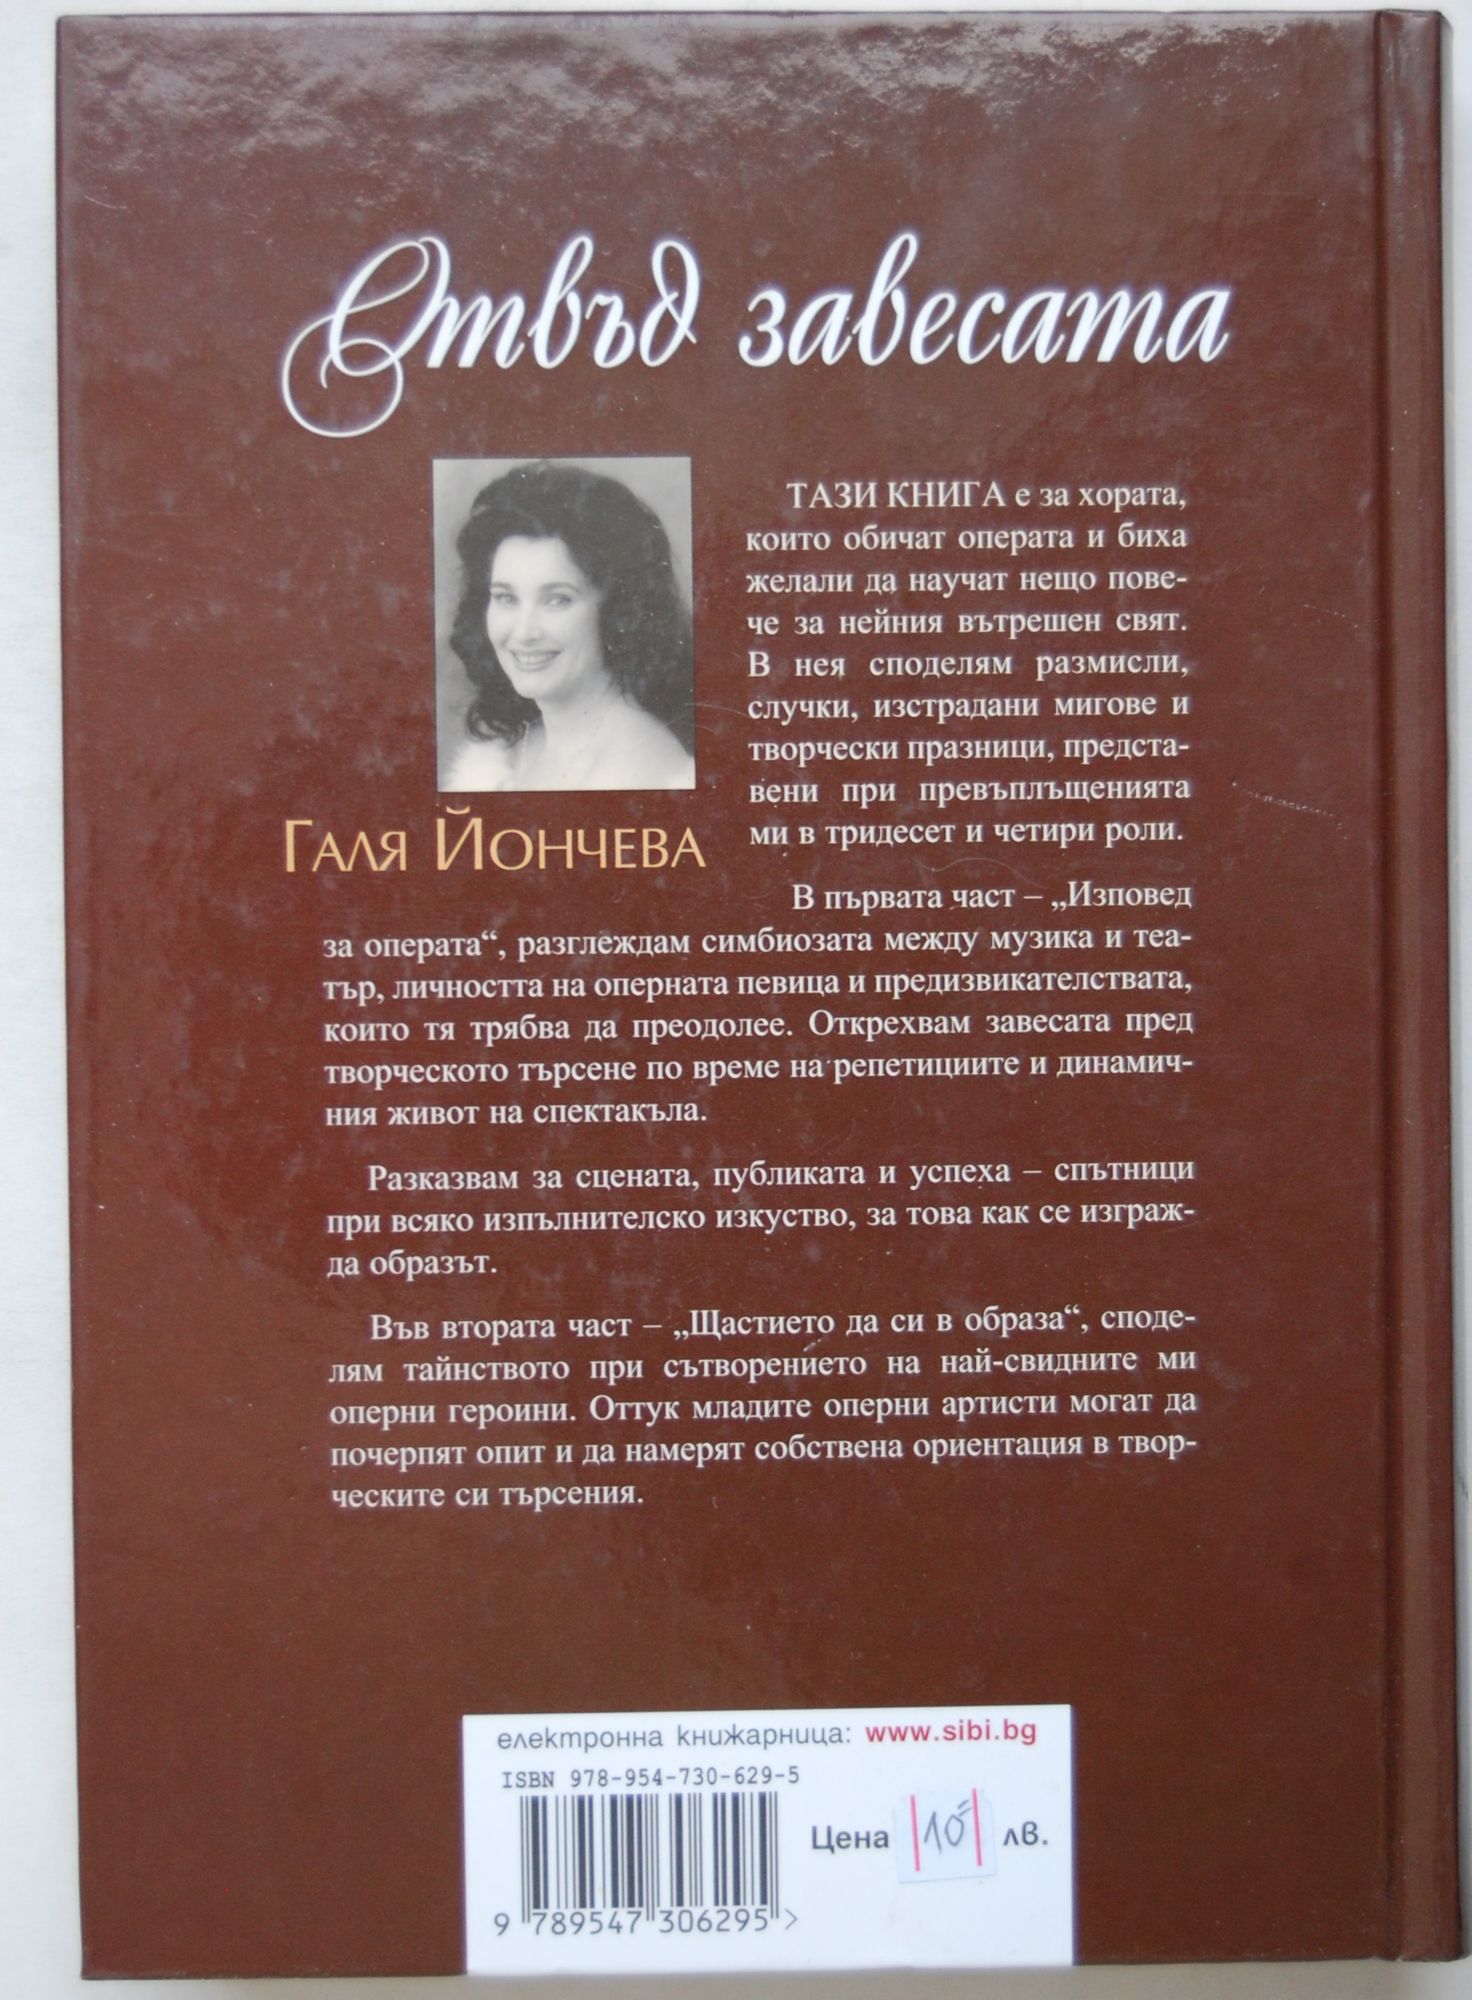 Отвъд завесата
ТАЗИ КНИГА е за хората,
които обичат операта и биха
желали да научат нещо пове-
че за нейния вътрешен свят.
В нея споделям размисли,
случки, изстрадани мигове и
творчески празници, предста-
вени при превъплъщенията
ми в тридесет и четири роли.
ГАЛЯ ЙОНЧЕВА
В първата част – „Изповед
за операта“, разглеждам симбиозата между музика и теа-
тър, личността на оперната певица и предизвикателствата,
които тя трябва да преодолее. Открехвам завесата пред
творческото търсене по време на репетициите и динамич-
ния живот на спектакъла.
Разказвам за сцената, публиката и успеха – спътници
при всяко изпълнителско изкуство, за това как се изграж-
да образът.
Във втората част – „Щастието да си в образа“, споде-
лям тайнството при сътворението на най-свидните ми
оперни героини. Оттук младите оперни артисти могат да
почерпят опит и да намерят собствена ориентация в твор-
ческите си търсения.
електронна книжарница: www.sibi.bg
ISBN 978-954-730-629-5
Цена 10= лв.
9 789547 306295 >